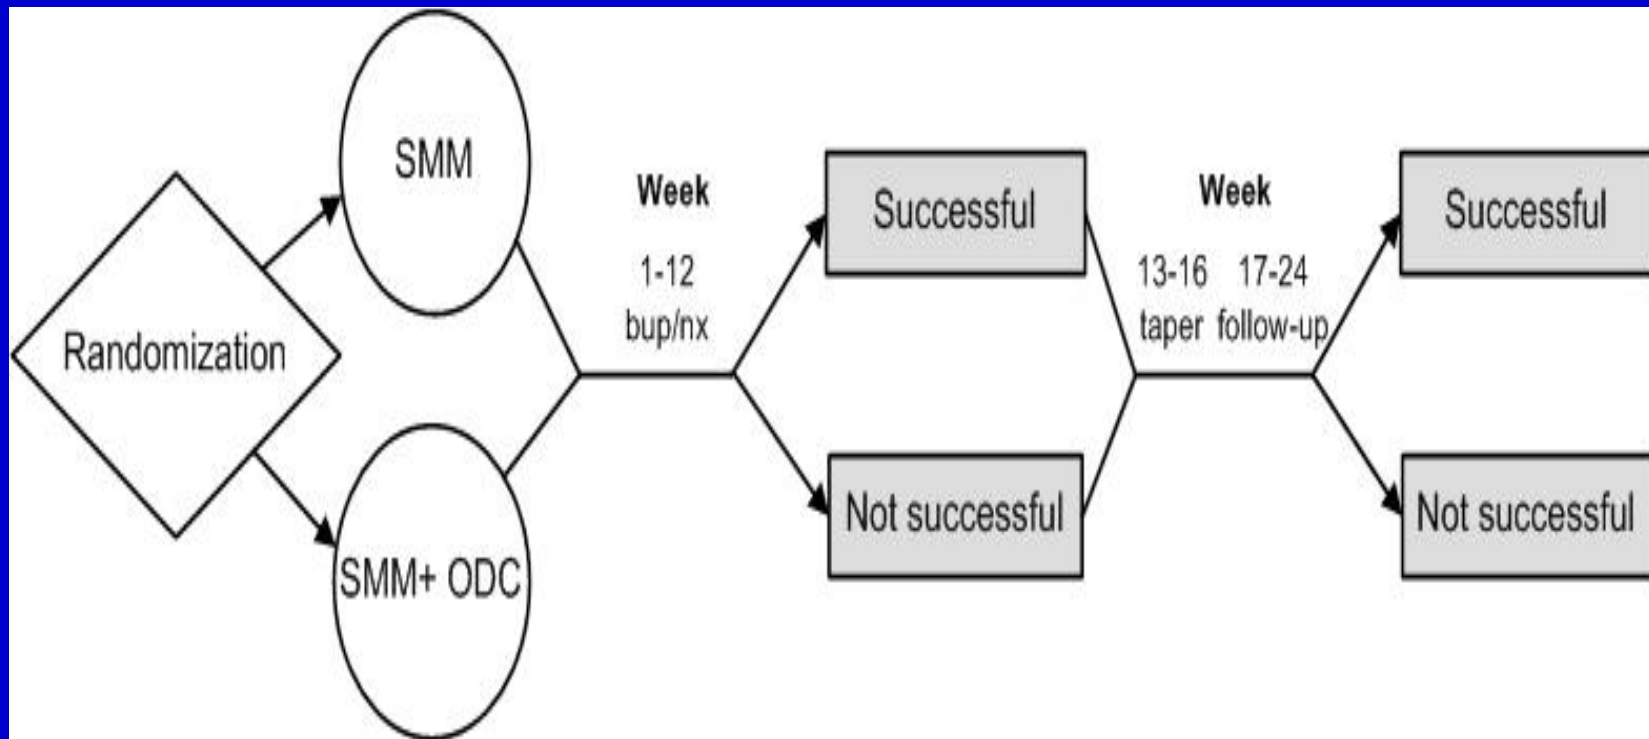 Randomization
SMM
SMM+ ODC
Week
1-12
bup/nx
Successful
Not successful
Week
13-16 17-24
taper follow-up
Successful
Not successful